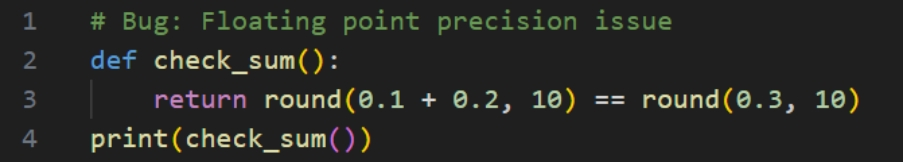 1 # Bug: Floating point precision issue
2 def check_sum():
3     return round(0.1 + 0.2, 10) == round(0.3, 10)
4 print(check_sum())